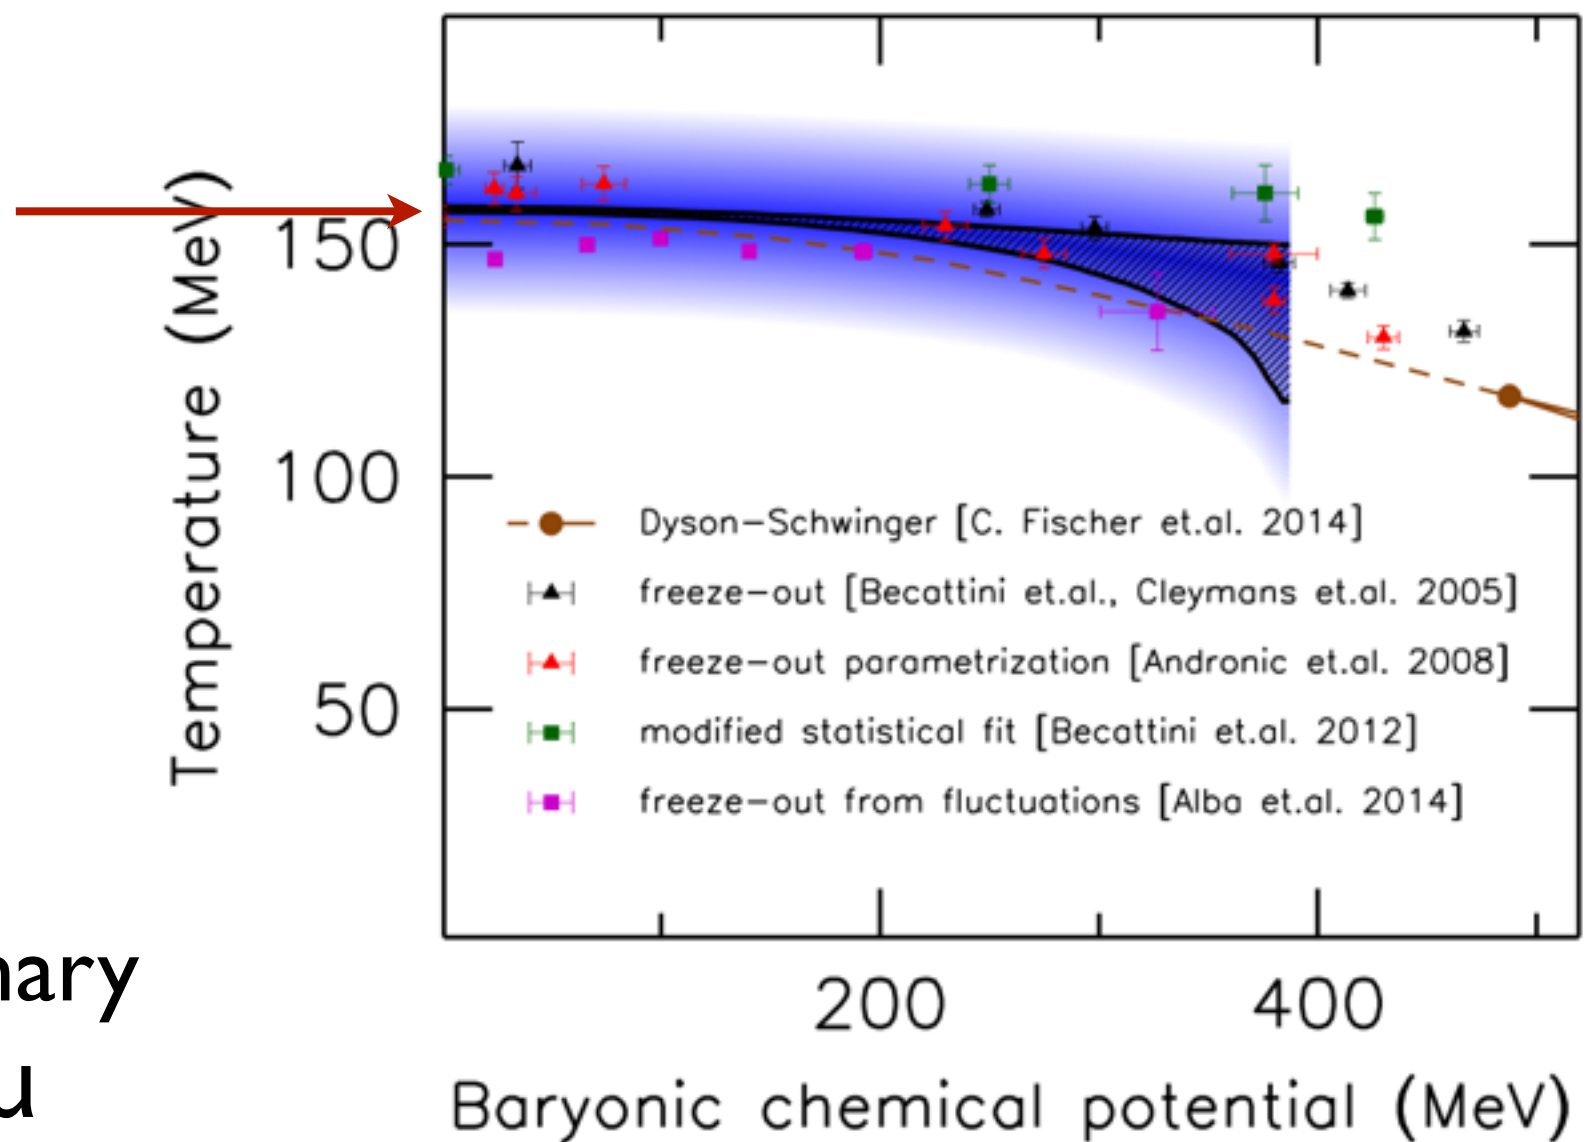 Temperature (MeV)
150
100
50
Dyson–Schwinger [C. Fischer et.al. 2014]
freeze–out [Becattini et.al., Cleymans et.al. 2005]
freeze–out parametrization [Andronic et.al. 2008]
modified statistical fit [Becattini et.al. 2012]
freeze–out from fluctuations [Alba et.al. 2014]
200 400
Baryonic chemical potential (MeV)